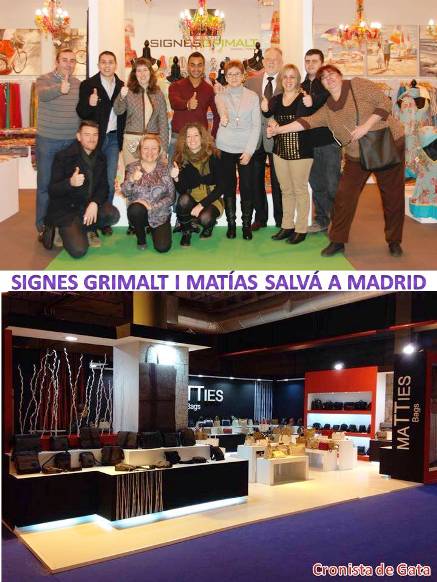 SIGNES GRIMALT
SIGNES GRIMALT I MATÍAS SALVÁ A MADRID
MATTIES
Bags
MATTIES
Bags
Cronista de Gata